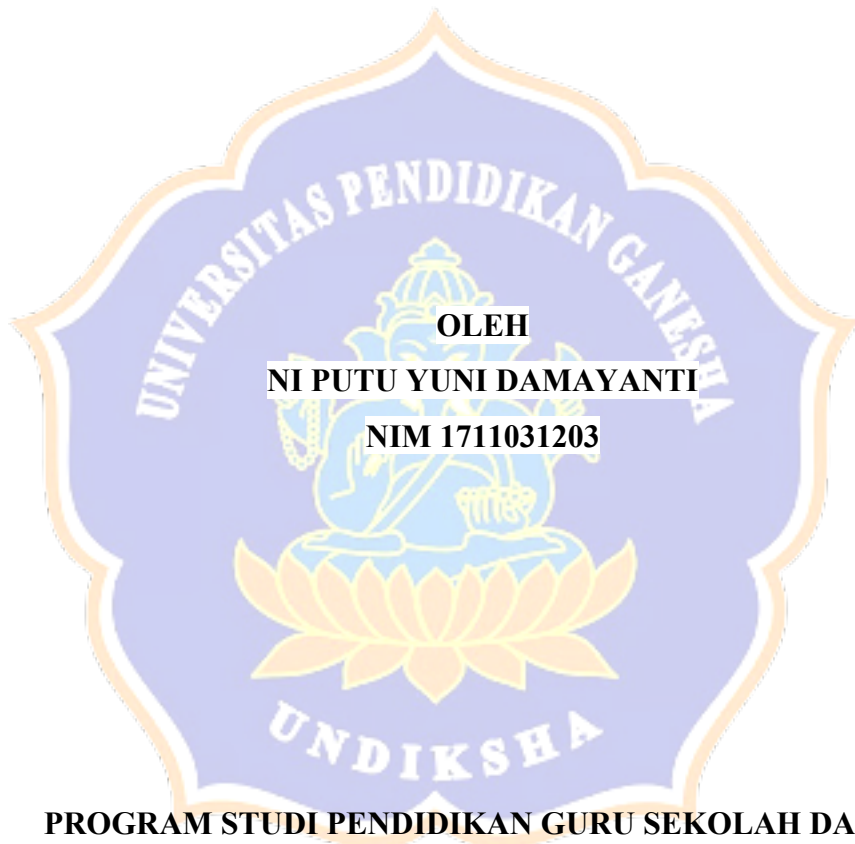 UNIVERSITAS PENDIDIKAN GANESHA
OLEH
NI PUTU YUNI DAMAYANTI
NIM 1711031203
UNDIKSHA
PROGRAM STUDI PENDIDIKAN GURU SEKOLAH DA